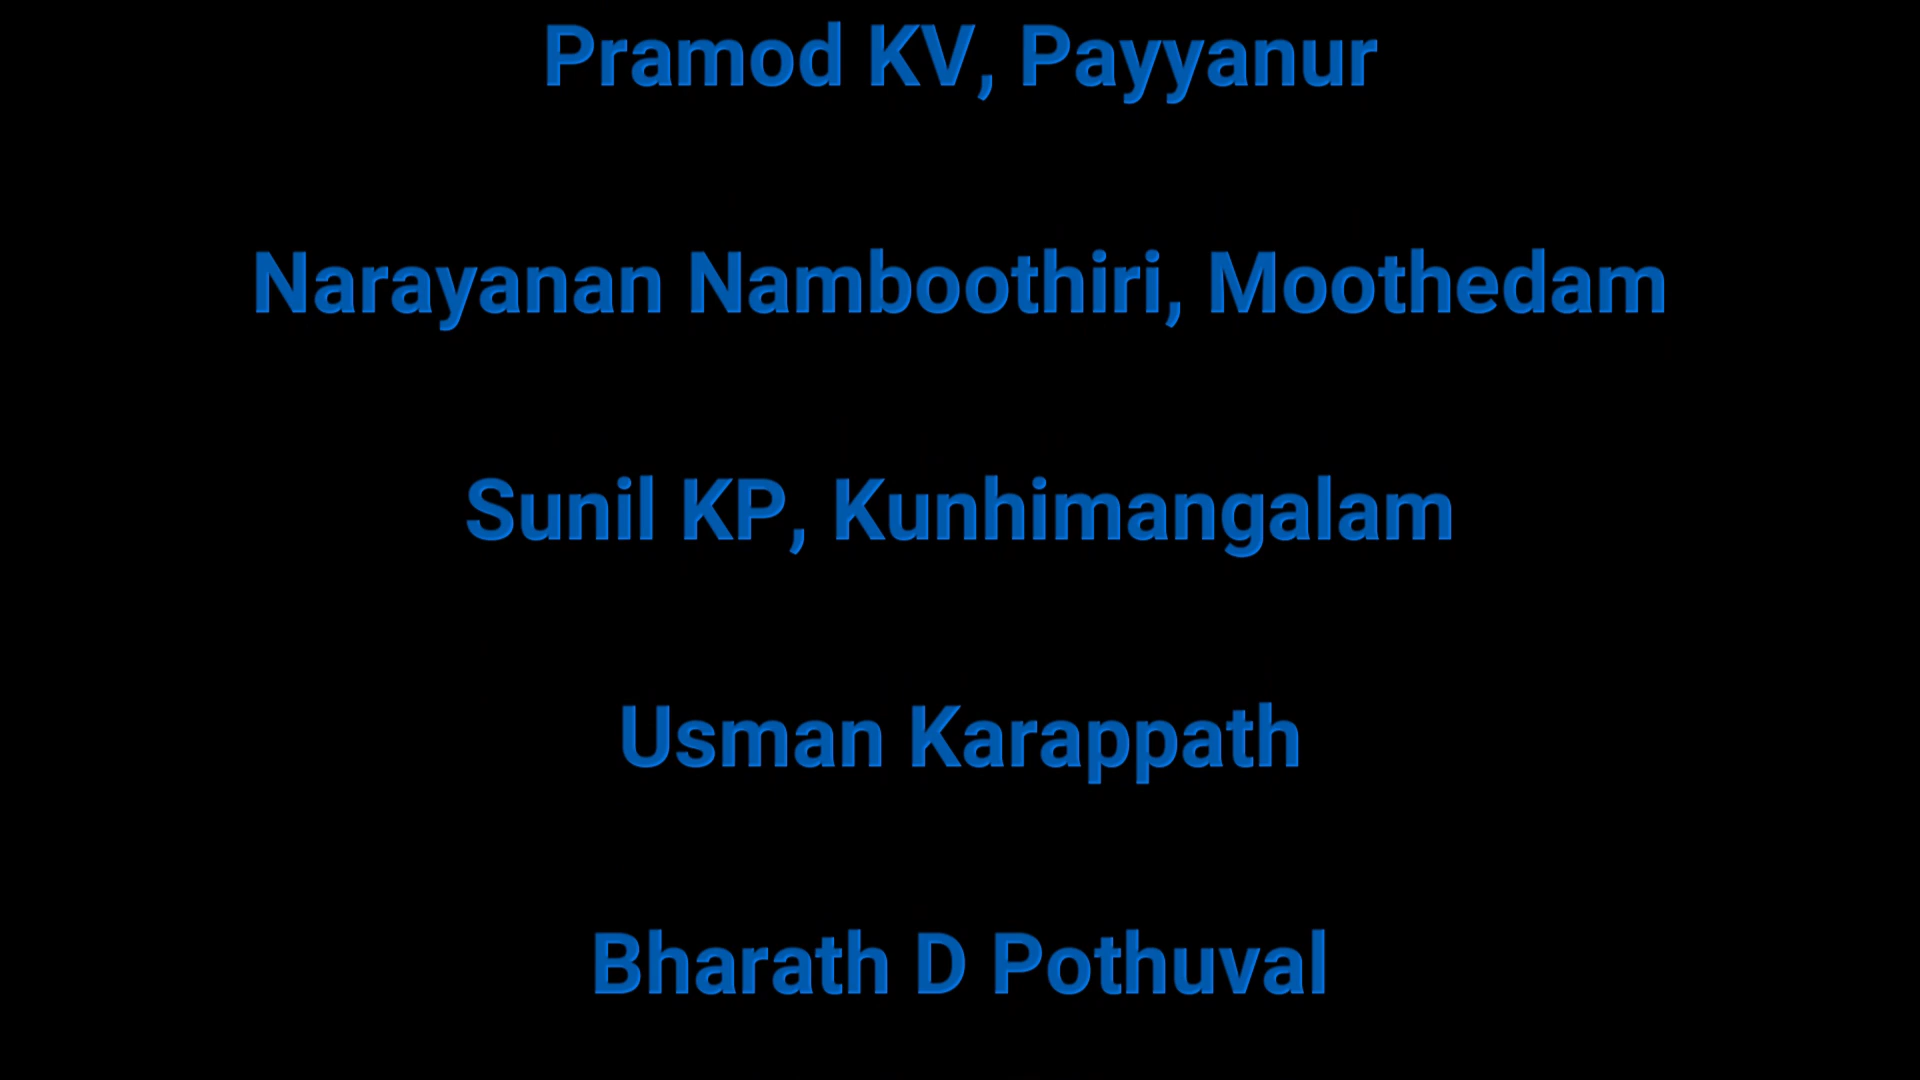 Pramod KV, Payyanur
Narayanan Namboothiri, Moothedam
Sunil KP, Kunhimangalam
Usman Karappath
Bharath D Pothuval